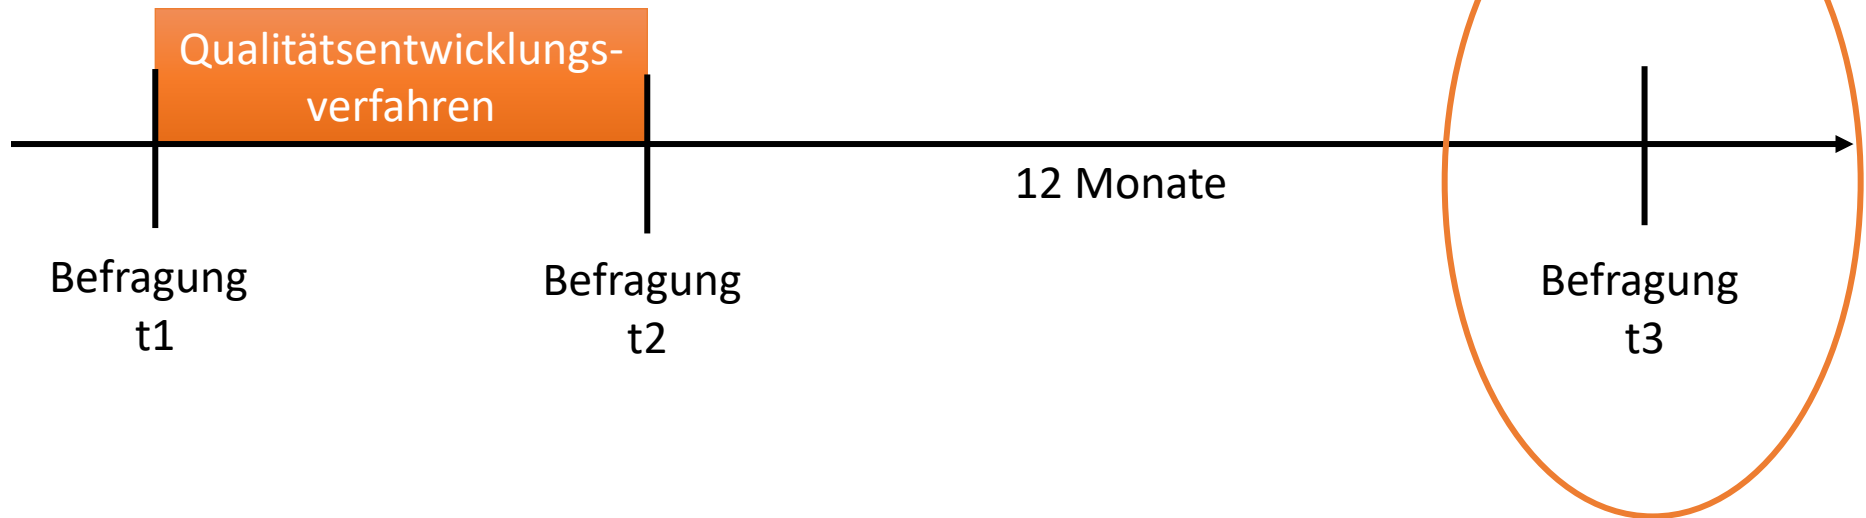 Qualitätsentwicklungs-
verfahren
12 Monate
Befragung
t1
Befragung
t2
Befragung
t3